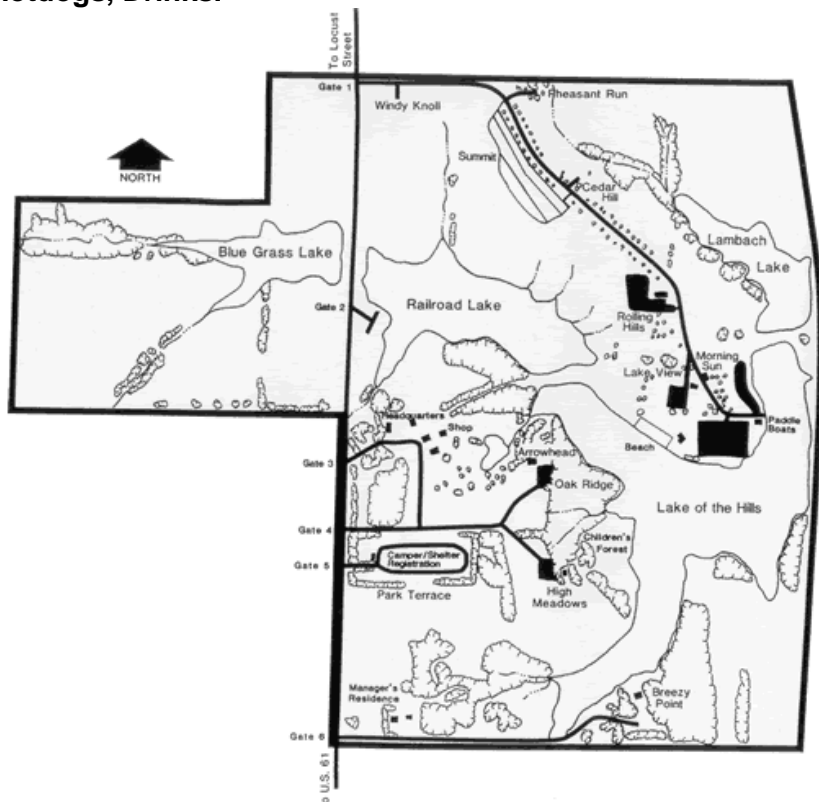 To Locust
Street
Gate 1
Windy Knoll
Pheasant Run
NORTH
Summit
Cedar
Hill
Lambach
Lake
Blue Grass Lake
Gate 2
Railroad Lake
Rolling
Hills
Morning
Sun
Lake View
Paddle
Boats
Beach
Headquarters
Shop
Gate 3
Arrowhead
Oak Ridge
Lake of the Hills
Gate 4
Children's
Forest
Camper/Shelter
Registration
Gate 5
Park Terrace
High
Meadows
Manager's
Residence
Breezy
Point
Gate 6
U.S. 61